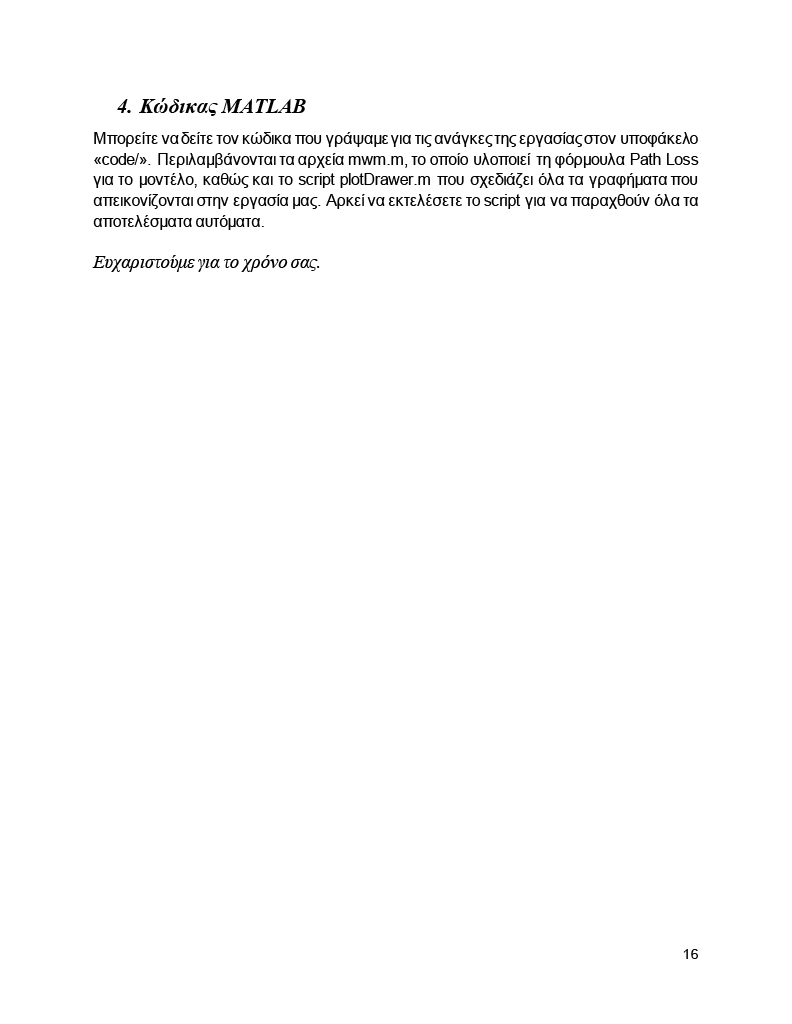 4. Κώδικας MATLAB
Μπορείτε να δείτε τον κώδικα που γράψαμε για τις ανάγκες της εργασίας στον υποφάκελο
«code/». Περιλαμβάνονται τα αρχεία mwm.m, το οποίο υλοποιεί τη φόρμουλα Path Loss
για το μοντέλο, καθώς και το script plotDrawer.m που σχεδιάζει όλα τα γραφήματα που
απεικονίζονται στην εργασία μας. Αρκεί να εκτελέσετε το script για να παραχθούν όλα τα
αποτελέσματα αυτόματα.
Ευχαριστούμε για το χρόνο σας.
16